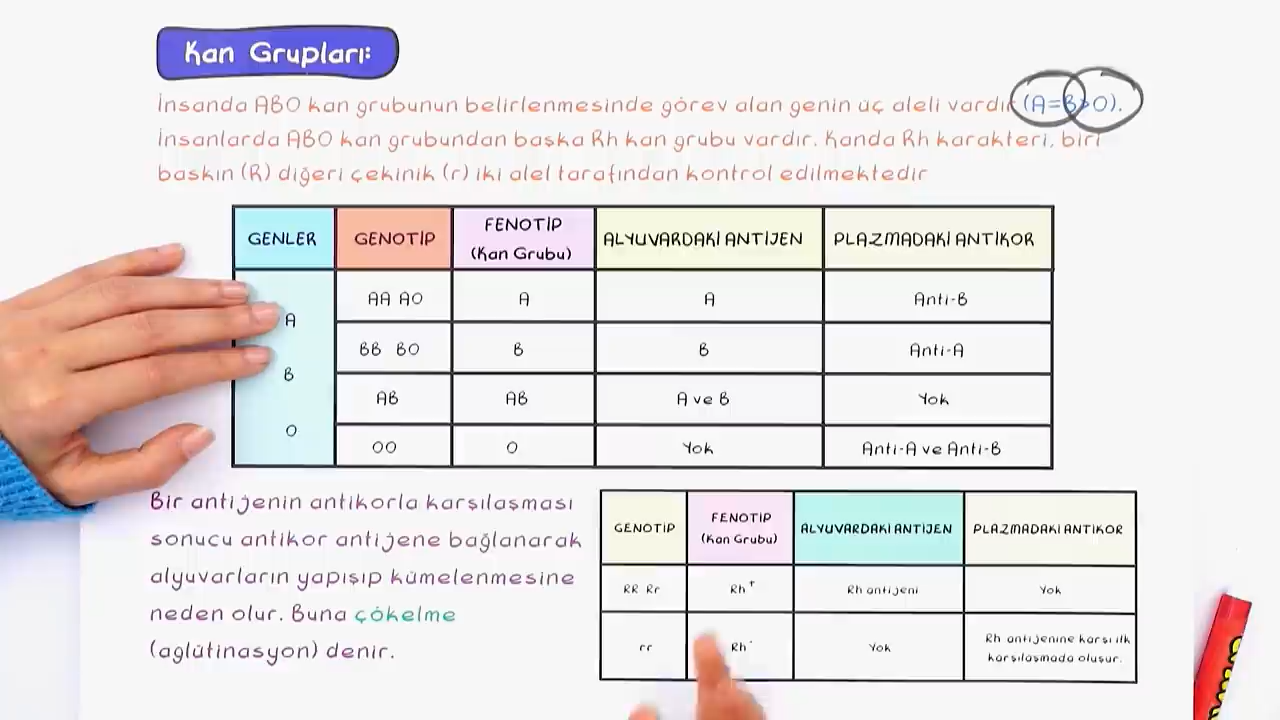 Kan Grupları:
İnsanda ABO kan grubunun belirlenmesinde görev alan genin üç aleli vardır (A=B>O).
İnsanlarda ABO kan grubundan başka Rh kan grubu vardır. Kanda Rh karakteri, biri
baskın (R) diğeri çekinik (r) iki alel tarafından kontrol edilmektedir
GENLER GENOTİP FENOTİP (Kan Grubu) ALYUVARDAKİ ANTİJEN PLAZMADAKİ ANTİKOR
A
B
O
AA AO A A Anti-B
BB BO B B Anti-A
AB AB A ve B Yok
OO O Yok Anti-A ve Anti-B
Bir antijenin antikorla karşılaşması
sonucu antikor antijene bağlanarak
alyuvarların yapışıp kümelenmesine
neden olur. Buna çökelme
(aglütinasyon) denir.
GENOTİP FENOTİP (Kan Grubu) ALYUVARDAKİ ANTİJEN PLAZMADAKİ ANTİKOR
RR Rr Rh⁺ Rh antijeni Yok
rr Rh⁻ Yok Rh antijenine karşı ilk
karşılaşmada oluşur.